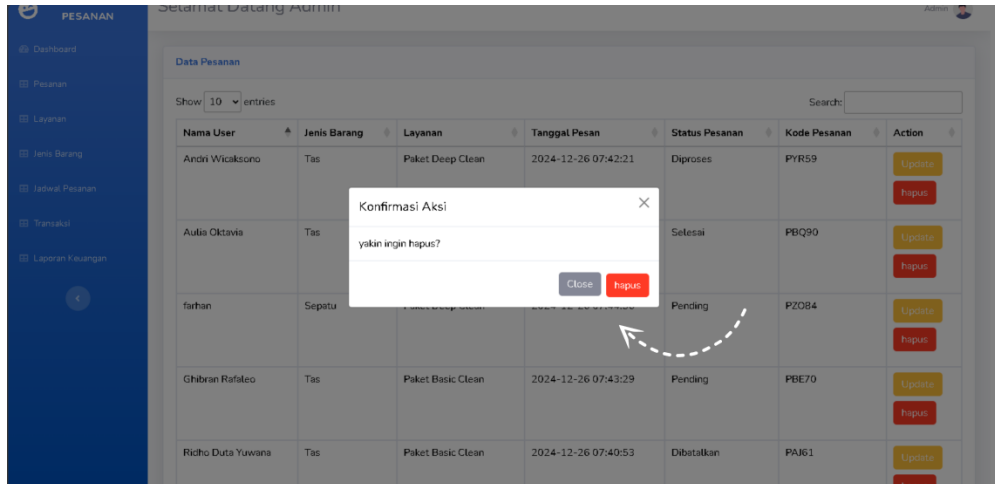 PESANAN
Selamat Datang Admin
Admin
Dashboard
Pesanan
Layanan
Jenis Barang
Jadwal Pesanan
Transaksi
Laporan Keuangan
Data Pesanan
Show 10 entries
Search:
Nama User Jenis Barang Layanan Tanggal Pesan Status Pesanan Kode Pesanan Action
Andri Wicaksono Tas Paket Deep Clean 2024-12-26 07:42:21 Diproses PYR59 Update
hapus
Konfirmasi Aksi
yakin ingin hapus?
Close hapus
Aulia Oktavia Tas Selesai PBQ90 Update
hapus
farhan Sepatu Paket Deep Clean Pending PZO84 Update
hapus
Ghibran Rafaleo Tas Paket Basic Clean 2024-12-26 07:43:29 Pending PBE70 Update
hapus
Ridho Duta Yuwana Tas Paket Basic Clean 2024-12-26 07:40:53 Dibatalkan PAJ61 Update